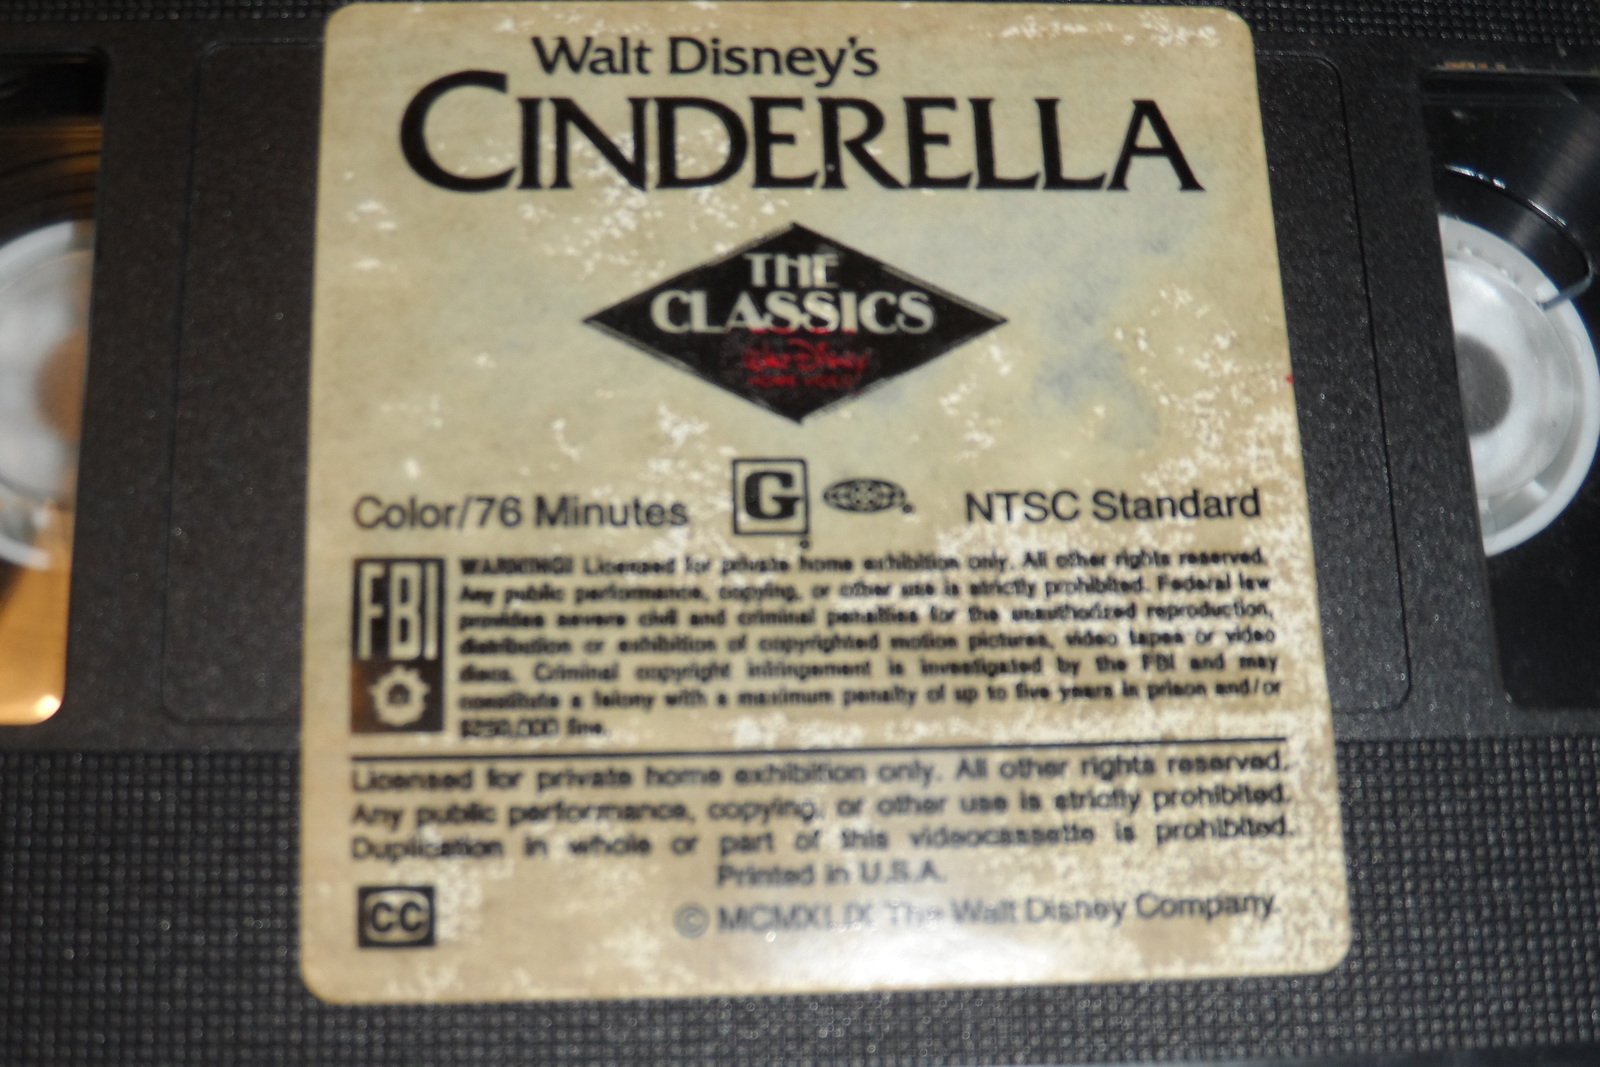 Walt Disney's
CINDERELLA
THE
CLASSICS
Walt Disney
HOME VIDEO
Color/76 Minutes
G
NTSC Standard
FBI
WARNING! Licensed for private home exhibition only. All other rights reserved.
Any public performance, copying, or other use is strictly prohibited. Federal law
provides severe civil and criminal penalties for the unauthorized reproduction,
distribution or exhibition of copyrighted motion pictures, video tapes or video
discs. Criminal copyright infringement is investigated by the FBI and may
constitute a felony with a maximum penalty of up to five years in prison and/or
$250,000 fine.
Licensed for private home exhibition only. All other rights reserved.
Any public performance, copying, or other use is strictly prohibited.
Duplication in whole or part of this videocassette is prohibited.
Printed in U.S.A.
CC
© MCMXLIX The Walt Disney Company.